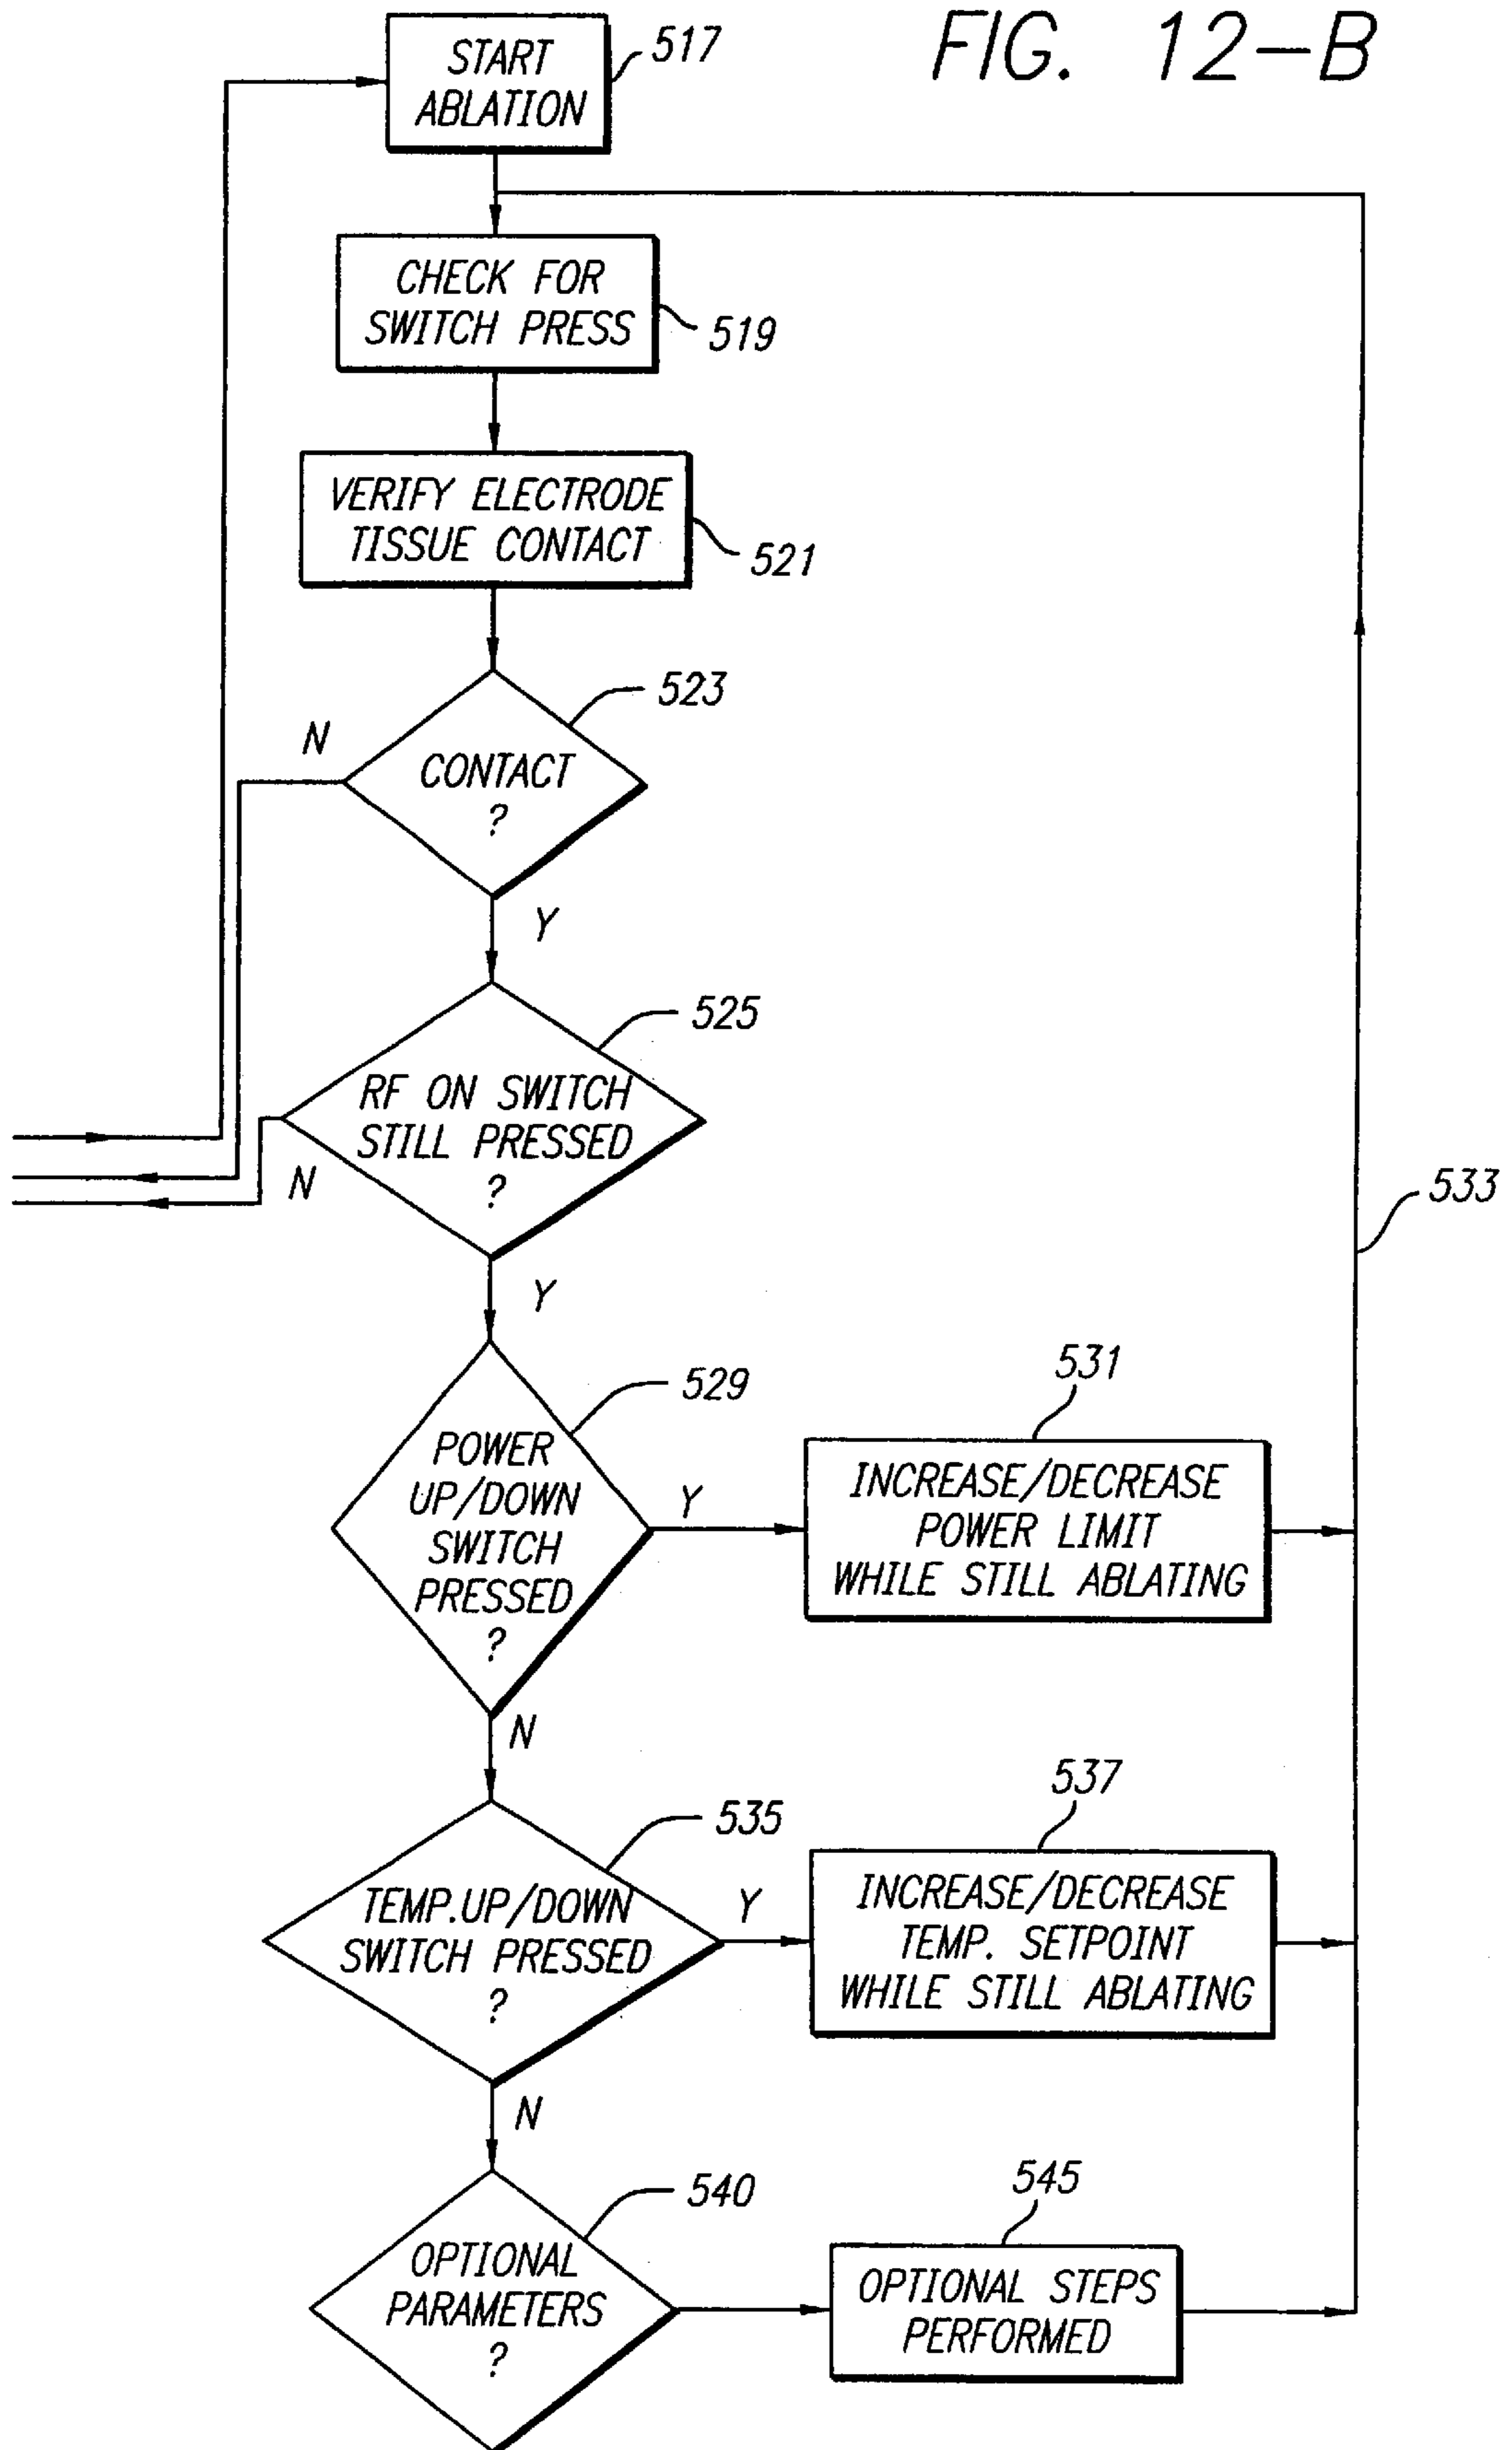 FIG. 12-B
START
ABLATION
517
CHECK FOR
SWITCH PRESS
519
VERIFY ELECTRODE
TISSUE CONTACT
521
523
N
CONTACT
?
Y
525
RF ON SWITCH
STILL PRESSED
?
N
533
Y
529
531
POWER
UP/DOWN
SWITCH
PRESSED
?
Y
INCREASE/DECREASE
POWER LIMIT
WHILE STILL ABLATING
N
535
537
TEMP.UP/DOWN
SWITCH PRESSED
?
Y
INCREASE/DECREASE
TEMP. SETPOINT
WHILE STILL ABLATING
N
540
545
OPTIONAL
PARAMETERS
?
OPTIONAL STEPS
PERFORMED